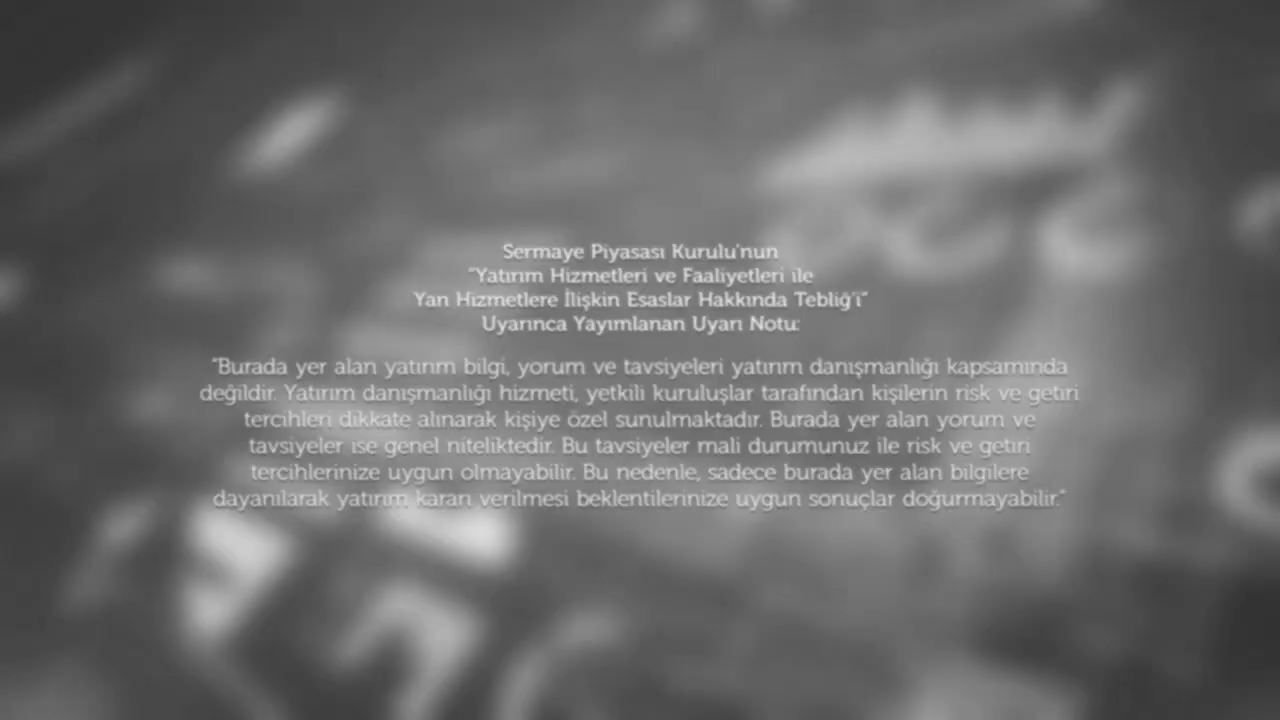 Sermaye Piyasası Kurulu'nun
"Yatırım Hizmetleri ve Faaliyetleri ile
Yan Hizmetlere İlişkin Esaslar Hakkında Tebliğ'i"
Uyarınca Yayımlanan Uyarı Notu:
"Burada yer alan yatırım bilgi, yorum ve tavsiyeleri yatırım danışmanlığı kapsamında
değildir. Yatırım danışmanlığı hizmeti, yetkili kuruluşlar tarafından kişilerin risk ve getiri
tercihleri dikkate alınarak kişiye özel sunulmaktadır. Burada yer alan yorum ve
tavsiyeler ise genel niteliktedir. Bu tavsiyeler mali durumunuz ile risk ve getiri
tercihlerinize uygun olmayabilir. Bu nedenle, sadece burada yer alan bilgilere
dayanılarak yatırım kararı verilmesi beklentilerinize uygun sonuçlar doğurmayabilir."